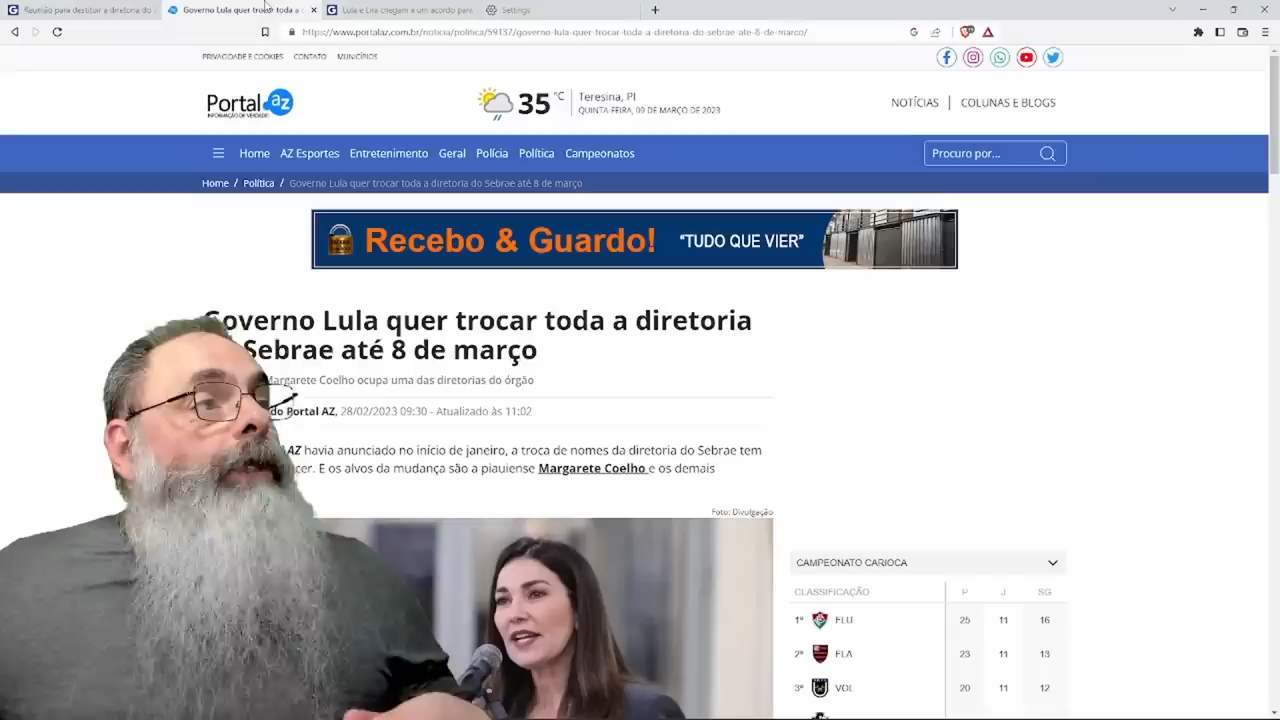 Reunião para destituir a diretoria do
Governo Lula quer trocar toda a
Lula e Lira chegam a um acordo para
Settings
https://www.portalaz.com.br/noticia/politica/59137/governo-lula-quer-trocar-toda-a-diretoria-do-sebrae-ate-8-de-marco/
PRIVACIDADE E COOKIES CONTATO MUNICÍPIOS
Portal az
INFORMAÇÃO DE VERDADE!
35 °C
Teresina, PI
QUINTA-FEIRA, 09 DE MARÇO DE 2023
NOTÍCIAS | COLUNAS E BLOGS
Home AZ Esportes Entretenimento Geral Polícia Política Campeonatos
Procuro por...
Home / Política / Governo Lula quer trocar toda a diretoria do Sebrae até 8 de março
Recebo & Guardo! "TUDO QUE VIER"
Governo Lula quer trocar toda a diretoria
Sebrae até 8 de março
Margarete Coelho ocupa uma das diretorias do órgão
do Portal AZ, 28/02/2023 09:30 - Atualizado às 11:02
AZ havia anunciado no início de janeiro, a troca de nomes da diretoria do Sebrae tem
cer. E os alvos da mudança são a piauiense Margarete Coelho e os demais
Foto: Divulgação
CAMPEONATO CARIOCA
CLASSIFICAÇÃO P J SG
1º FLU 25 11 16
2º FLA 23 11 13
3º VOL 20 11 12